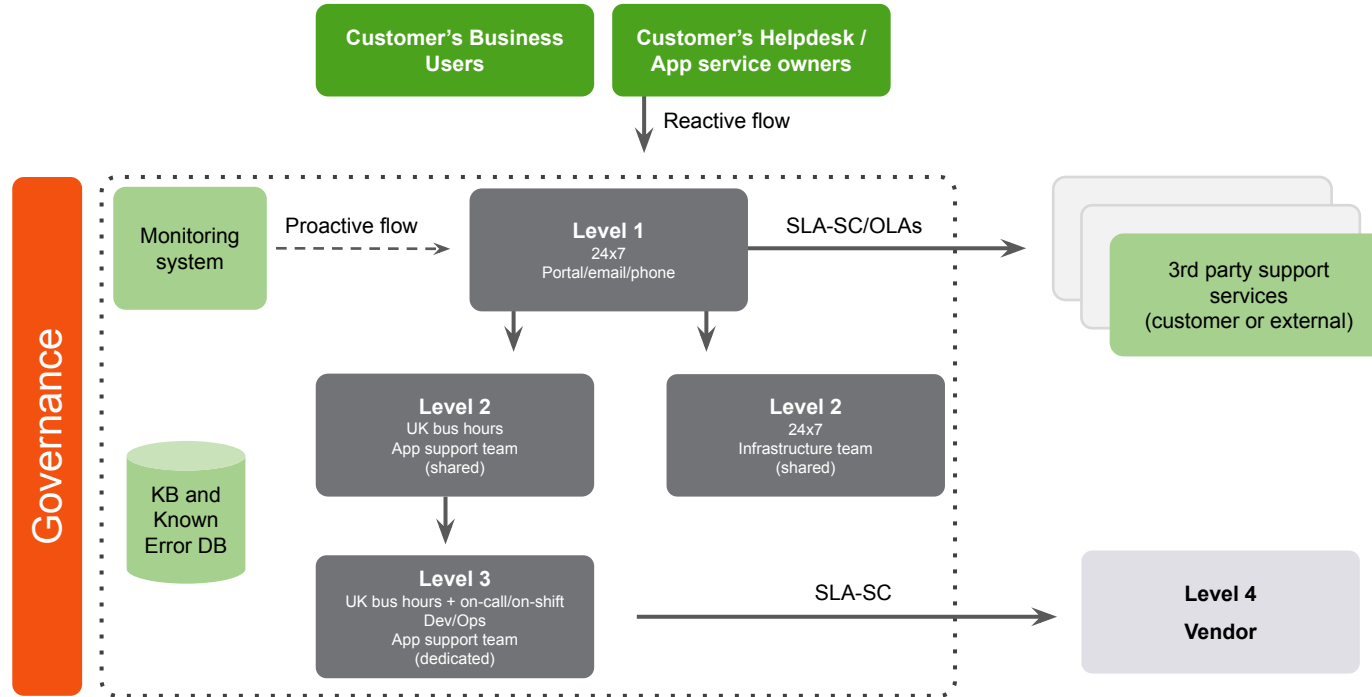 Customer’s Business
Users
Customer’s Helpdesk /
App service owners
Reactive flow
Governance
Monitoring
system
Proactive flow
Level 1
24x7
Portal/email/phone
SLA-SC/OLAs
3rd party support
services
(customer or external)
Level 2
UK bus hours
App support team
(shared)
Level 2
24x7
Infrastructure team
(shared)
KB and
Known
Error DB
Level 3
UK bus hours + on-call/on-shift
Dev/Ops
App support team
(dedicated)
SLA-SC
Level 4
Vendor